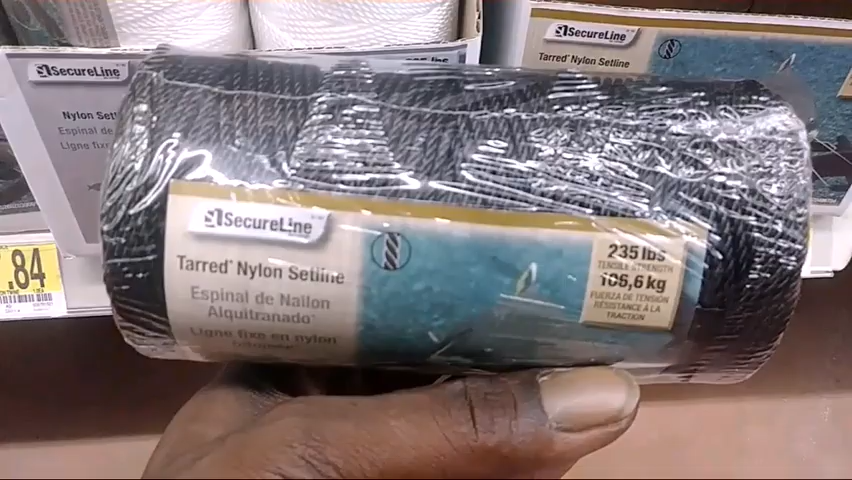 SecureLine
Nylon Se
Espinal de N
Ligne fixe
.84
SecureLine
Tarred Nylon Setline
SecureLine
Tarred Nylon Setline
Espinal de Nailon
Alquitranado
Ligne fixe en nylon
235 lbs
TENSILE STRENGTH
106,6 kg
FUERZA DE TENSIÓN
RÉSISTANCE À LA
TRACTION